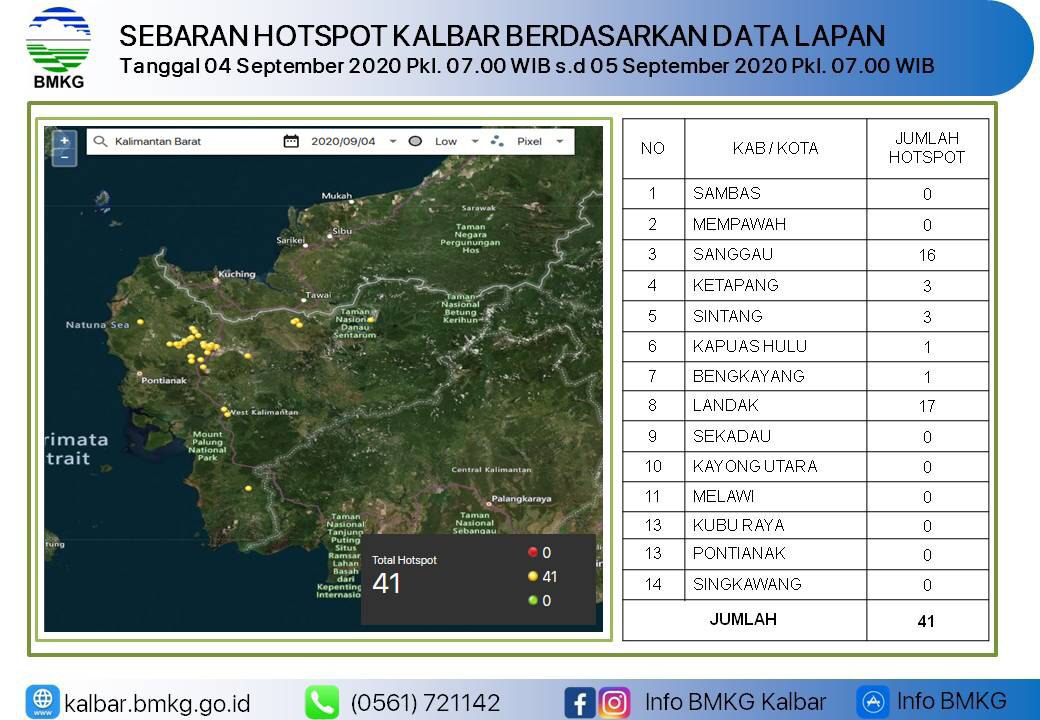 SEBARAN HOTSPOT KALBAR BERDASARKAN DATA LAPAN
Tanggal 04 September 2020 Pkl. 07.00 WIB s.d 05 September 2020 Pkl. 07.00 WIB
BMKG
+ Kalimantan Barat 2020/09/04 Low Pixel
−
Mukah
Sarawak
Sibu
Taman
Negara
Pergunungan
Hos
Sarikei
Kuching
Tawai
Taman
Nasional
Betung
Kerihun
Taman
Nasional
Danau
Sentarum
Natuna Sea
Pontianak
West Kalimantan
Mount
Palung
National
Park
rimata
trait
Central Kalimantan
Palangkaraya
Taman
Nasional
Sebangau
Taman
Nasional
Tanjung
Puting
Situs
Ramsar
Lahan
Basah
dari
Kepenting
Internasio
tung
Total Hotspot
41
0
41
0
NO KAB / KOTA JUMLAH HOTSPOT
1 SAMBAS 0
2 MEMPAWAH 0
3 SANGGAU 16
4 KETAPANG 3
5 SINTANG 3
6 KAPUAS HULU 1
7 BENGKAYANG 1
8 LANDAK 17
9 SEKADAU 0
10 KAYONG UTARA 0
11 MELAWI 0
13 KUBU RAYA 0
13 PONTIANAK 0
14 SINGKAWANG 0
JUMLAH 41
kalbar.bmkg.go.id (0561) 721142 Info BMKG Kalbar Info BMKG